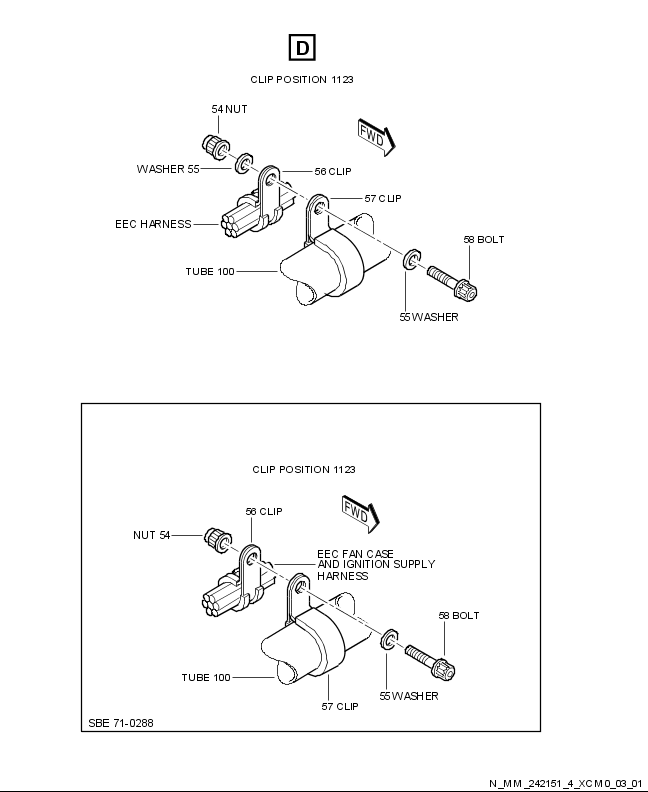 D
CLIP POSITION 1123
54 NUT
FWD
WASHER 55
56 CLIP
57 CLIP
EEC HARNESS
58 BOLT
TUBE 100
55 WASHER
CLIP POSITION 1123
FWD
56 CLIP
NUT 54
EEC FAN CASE
AND IGNITION SUPPLY
HARNESS
58 BOLT
TUBE 100
55 WASHER
57 CLIP
SBE 71-0288
N_MM_242151_4_XCM0_03_01